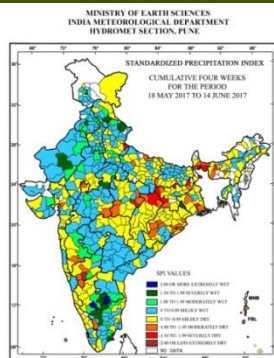 MINISTRY OF EARTH SCIENCES
INDIA METEOROLOGICAL DEPARTMENT
HYDROMET SECTION, PUNE
STANDARDIZED PRECIPITATION INDEX
CUMULATIVE FOUR WEEKS
FOR THE PERIOD
18 MAY 2017 TO 14 JUNE 2017
SPI VALUES
2.00 OR MORE EXTREMELY WET
1.50 TO 1.99 SEVERELY WET
1.00 TO 1.49 MODERATELY WET
0 TO 0.99 MILDLY WET
0 TO -0.99 MILDLY DRY
-1.00 TO -1.49 MODERATELY DRY
-1.50 TO -1.99 SEVERELY DRY
-2.00 OR LESS EXTREMELY DRY
NO DATA